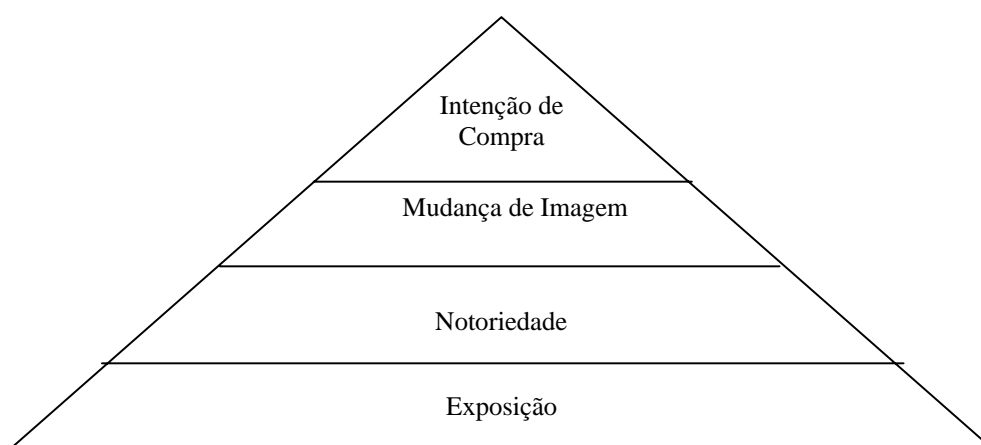 Intenção de
Compra
Mudança de Imagem
Notoriedade
Exposição